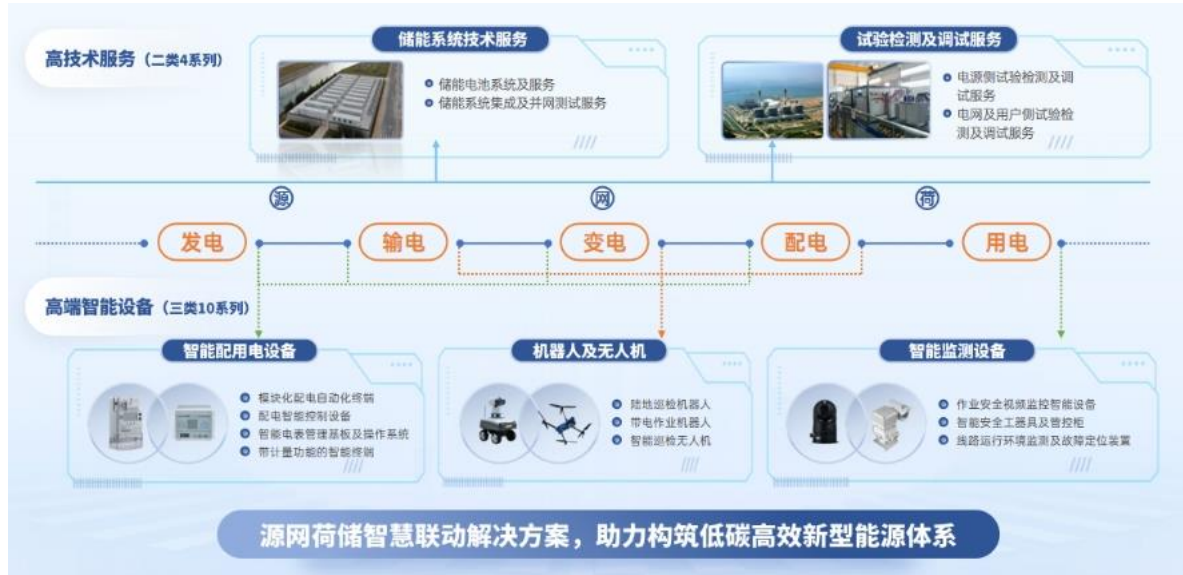 高技术服务（二类4系列）
储能系统技术服务
储能电池系统及服务
储能系统集成及并网测试服务
试验检测及调试服务
电源侧试验检测及调
试服务
电网及用户侧试验检
测及调试服务
源
网
荷
发电
输电
变电
配电
用电
高端智能设备（三类10系列）
智能配用电设备
模块化配电自动化终端
配电智能控制设备
智能电表管理基板及操作系统
带计量功能的智能终端
机器人及无人机
陆地巡检机器人
带电作业机器人
智能巡检无人机
智能监测设备
作业安全视频监控智能设备
智能安全工器具及管控柜
线路运行环境监测及故障定位装置
源网荷储智慧联动解决方案，助力构筑低碳高效新型能源体系